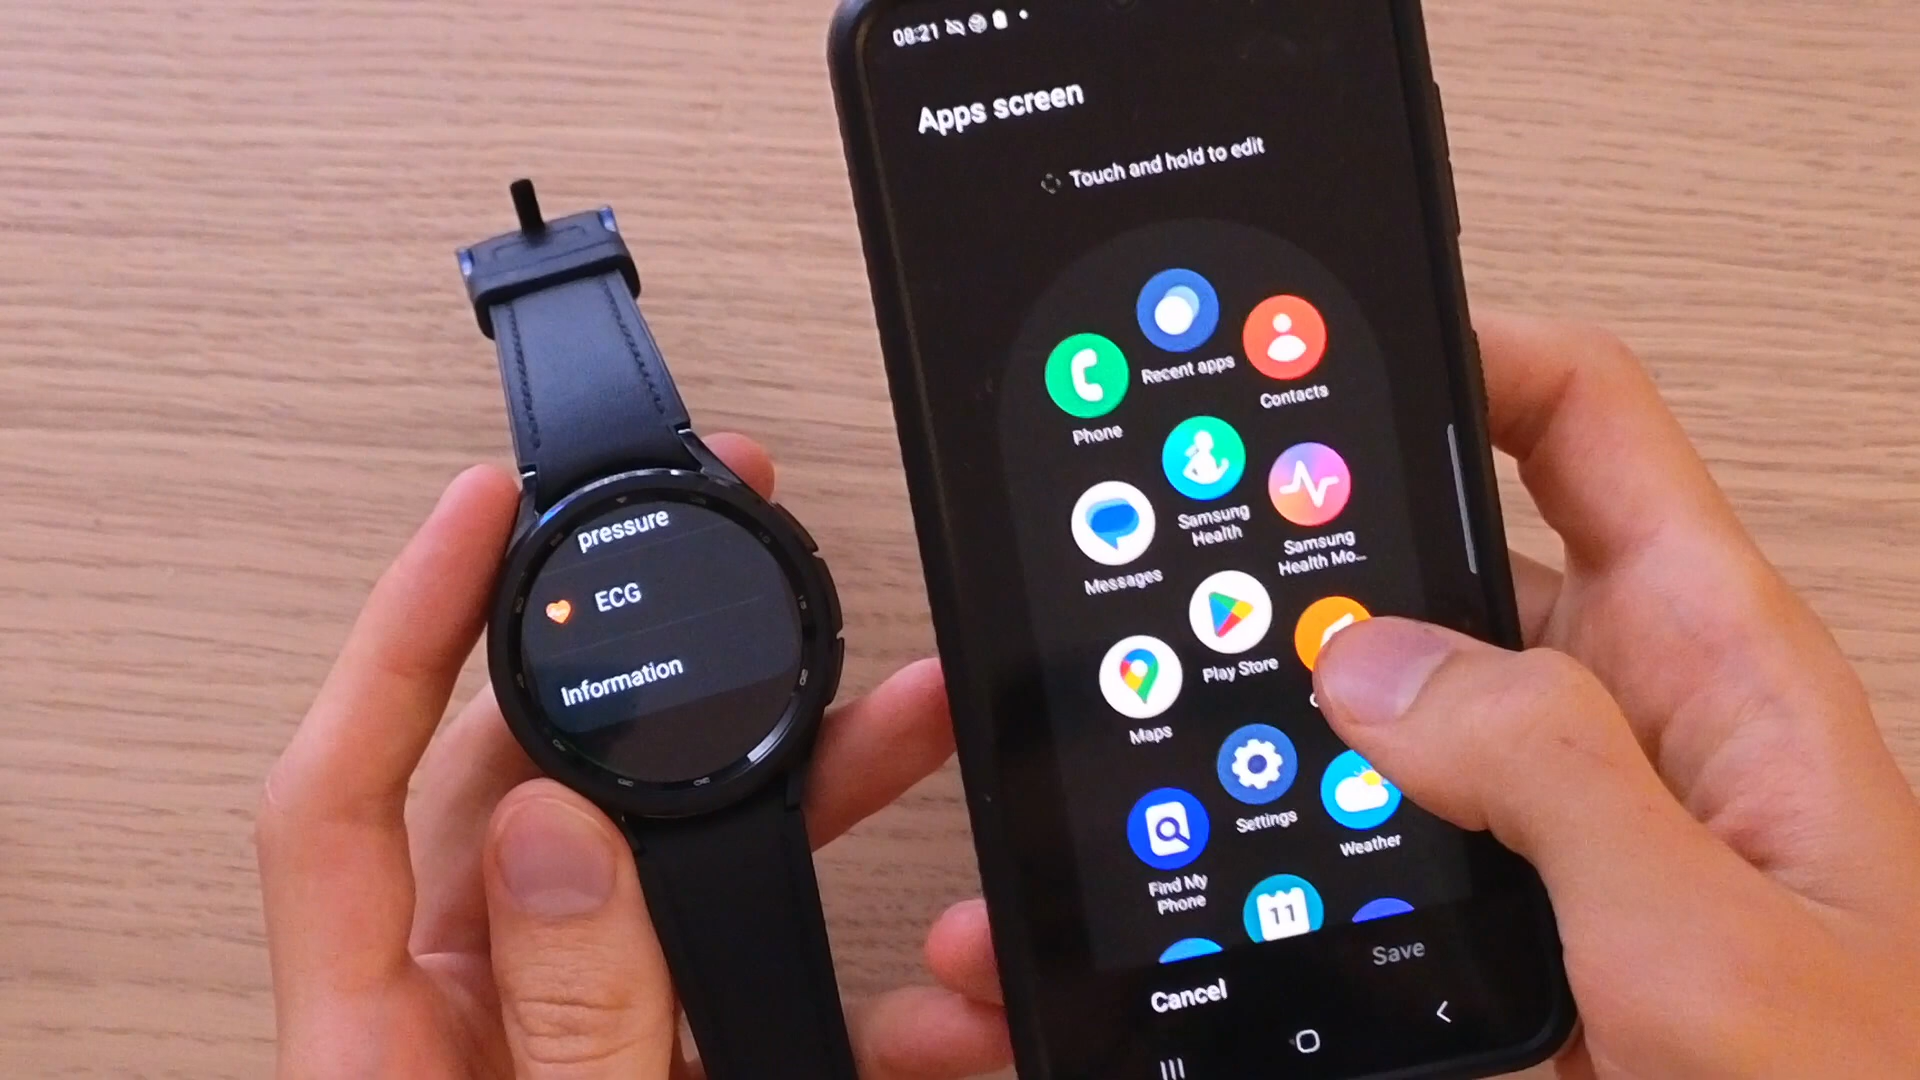 pressure
ECG
Information
08:21
Apps screen
Touch and hold to edit
Recent apps
Contacts
Phone
Samsung
Health
Samsung
Health Mo...
Messages
Play Store
Maps
Settings
Weather
Find My
Phone
11
Save
Cancel